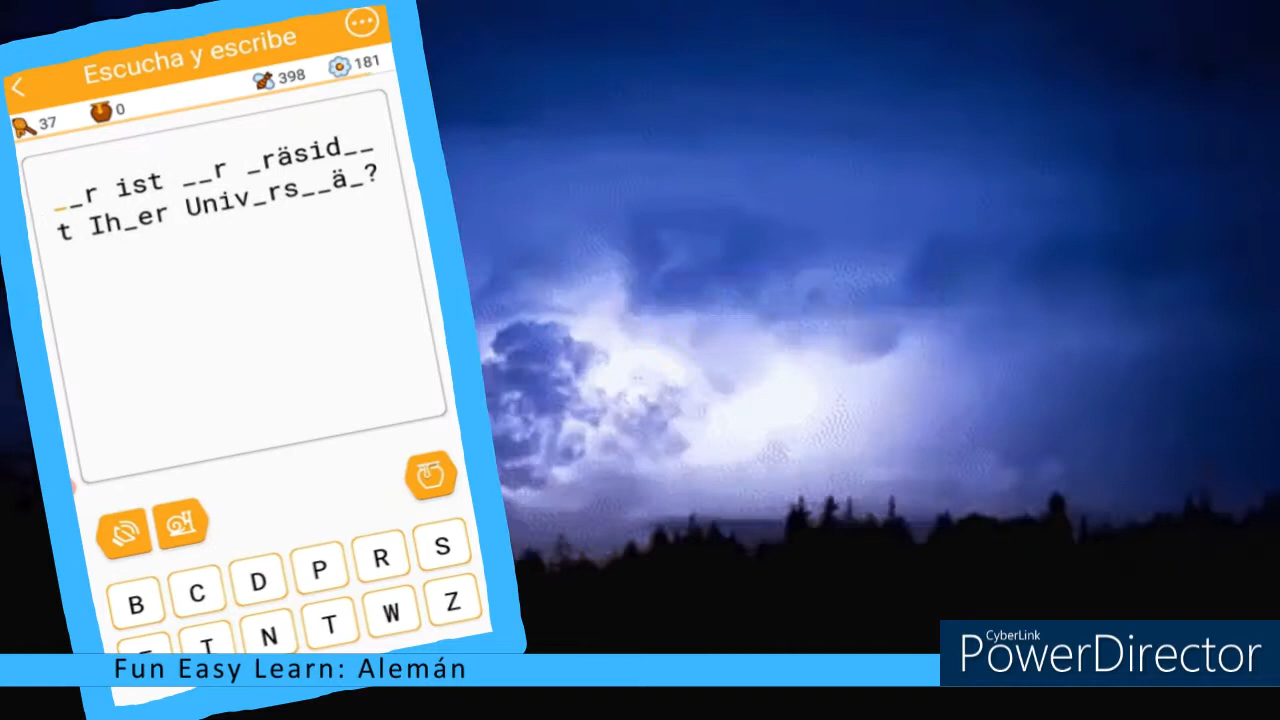 Escucha y escribe
37 0 398 181
__r ist __r _räsid__
t Ih_er Univ_rs__ä_?
B C D P R S
N T W Z
Fun Easy Learn: Alemán
CyberLink
PowerDirector